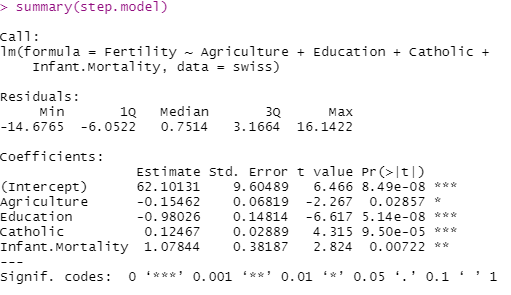 > summary(step.model)
Call:
lm(formula = Fertility ~ Agriculture + Education + Catholic +
    Infant.Mortality, data = swiss)
Residuals:
     Min       1Q   Median       3Q      Max
-14.6765  -6.0522   0.7514   3.1664  16.1422
Coefficients:
                 Estimate Std. Error t value Pr(>|t|)
(Intercept)      62.10131    9.60489   6.466 8.49e-08 ***
Agriculture      -0.15462    0.06819  -2.267  0.02857 *
Education        -0.98026    0.14814  -6.617 5.14e-08 ***
Catholic          0.12467    0.02889   4.315 9.50e-05 ***
Infant.Mortality  1.07844    0.38187   2.824  0.00722 **
---
Signif. codes:  0 ‘***’ 0.001 ‘**’ 0.01 ‘*’ 0.05 ‘.’ 0.1 ‘ ’ 1